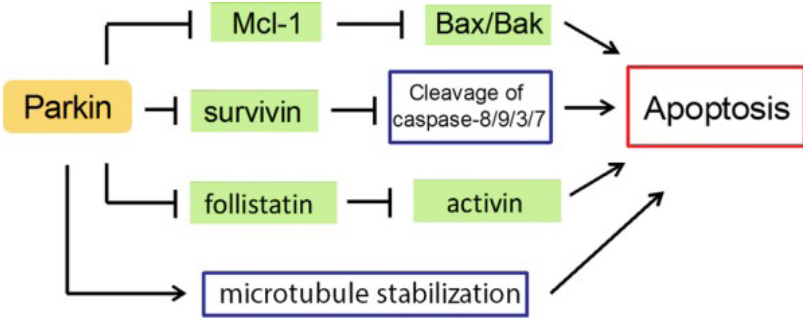 Mcl-1
Bax/Bak
Parkin
survivin
Cleavage of
caspase-8/9/3/7
Apoptosis
follistatin
activin
microtubule stabilization